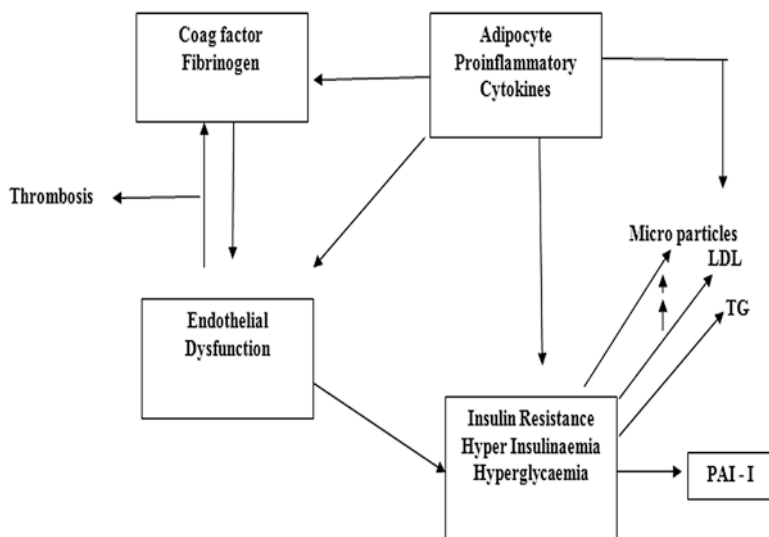 Coag factor
Fibrinogen
Adipocyte
Proinflammatory
Cytokines
Thrombosis
Micro particles
LDL
TG
Endothelial
Dysfunction
Insulin Resistance
Hyper Insulinaemia
Hyperglycaemia
PAI - I